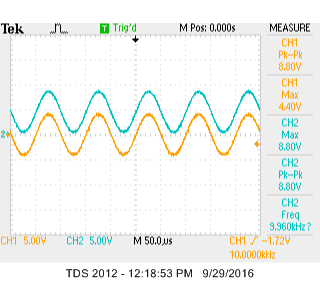 Tek T Trig'd M Pos: 0.000s MEASURE
CH1
Pk-Pk
8.80V
CH1
Max
4.40V
CH2
Max
8.80V
CH2
Pk-Pk
8.80V
CH2
Freq
9.960kHz?
2
CH1 5.00V CH2 5.00V M 50.0µs CH1 / -1.72V
10.0000kHz
TDS 2012 - 12:18:53 PM 9/29/2016